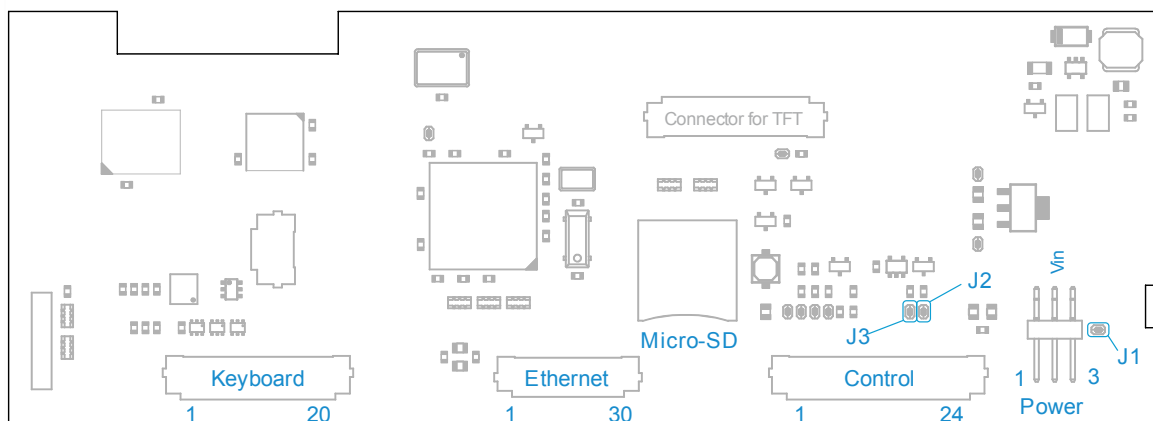 Connector for TFT
Vin
J2
J3
Micro-SD
J1
Keyboard
Ethernet
Control
1 3
1 20
1 30
1 24
Power